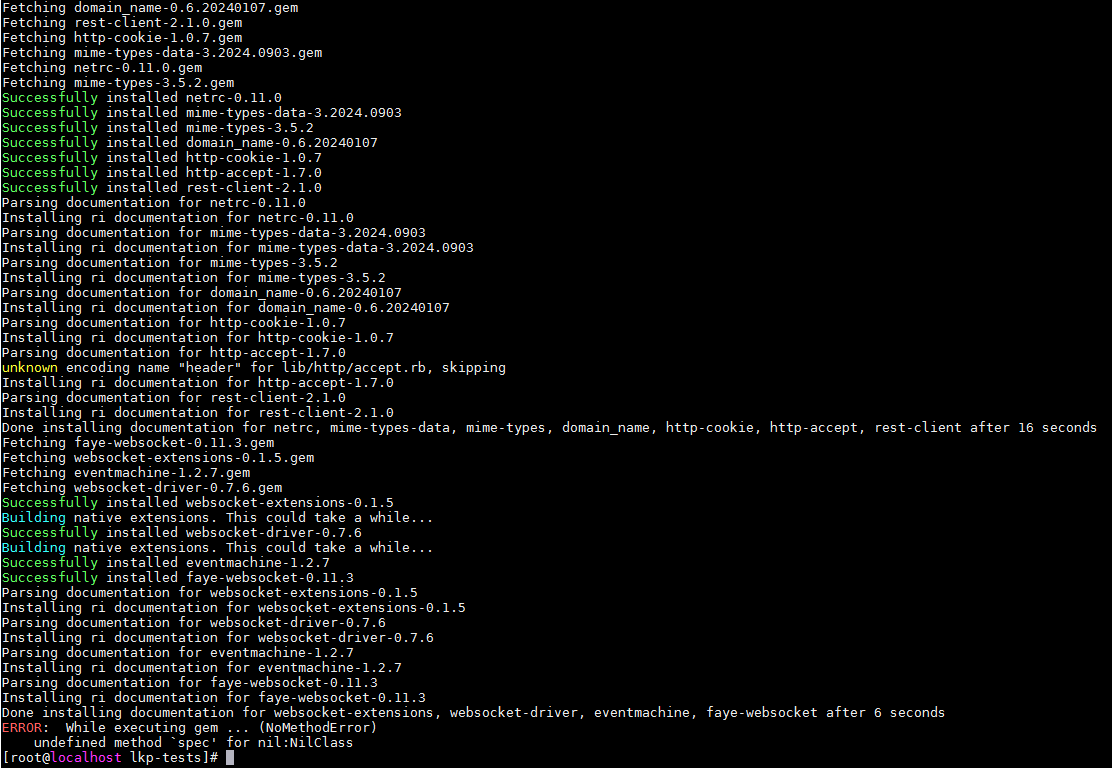 Fetching domain_name-0.6.20240107.gem
Fetching rest-client-2.1.0.gem
Fetching http-cookie-1.0.7.gem
Fetching mime-types-data-3.2024.0903.gem
Fetching netrc-0.11.0.gem
Fetching mime-types-3.5.2.gem
Successfully installed netrc-0.11.0
Successfully installed mime-types-data-3.2024.0903
Successfully installed mime-types-3.5.2
Successfully installed domain_name-0.6.20240107
Successfully installed http-cookie-1.0.7
Successfully installed http-accept-1.7.0
Successfully installed rest-client-2.1.0
Parsing documentation for netrc-0.11.0
Installing ri documentation for netrc-0.11.0
Parsing documentation for mime-types-data-3.2024.0903
Installing ri documentation for mime-types-data-3.2024.0903
Parsing documentation for mime-types-3.5.2
Installing ri documentation for mime-types-3.5.2
Parsing documentation for domain_name-0.6.20240107
Installing ri documentation for domain_name-0.6.20240107
Parsing documentation for http-cookie-1.0.7
Installing ri documentation for http-cookie-1.0.7
Parsing documentation for http-accept-1.7.0
unknown encoding name "header" for lib/http/accept.rb, skipping
Installing ri documentation for http-accept-1.7.0
Parsing documentation for rest-client-2.1.0
Installing ri documentation for rest-client-2.1.0
Done installing documentation for netrc, mime-types-data, mime-types, domain_name, http-cookie, http-accept, rest-client after 16 seconds
Fetching faye-websocket-0.11.3.gem
Fetching websocket-extensions-0.1.5.gem
Fetching eventmachine-1.2.7.gem
Fetching websocket-driver-0.7.6.gem
Successfully installed websocket-extensions-0.1.5
Building native extensions. This could take a while...
Successfully installed websocket-driver-0.7.6
Building native extensions. This could take a while...
Successfully installed eventmachine-1.2.7
Successfully installed faye-websocket-0.11.3
Parsing documentation for websocket-extensions-0.1.5
Installing ri documentation for websocket-extensions-0.1.5
Parsing documentation for websocket-driver-0.7.6
Installing ri documentation for websocket-driver-0.7.6
Parsing documentation for eventmachine-1.2.7
Installing ri documentation for eventmachine-1.2.7
Parsing documentation for faye-websocket-0.11.3
Installing ri documentation for faye-websocket-0.11.3
Done installing documentation for websocket-extensions, websocket-driver, eventmachine, faye-websocket after 6 seconds
ERROR:  While executing gem ... (NoMethodError)
    undefined method `spec' for nil:NilClass
[root@localhost lkp-tests]#